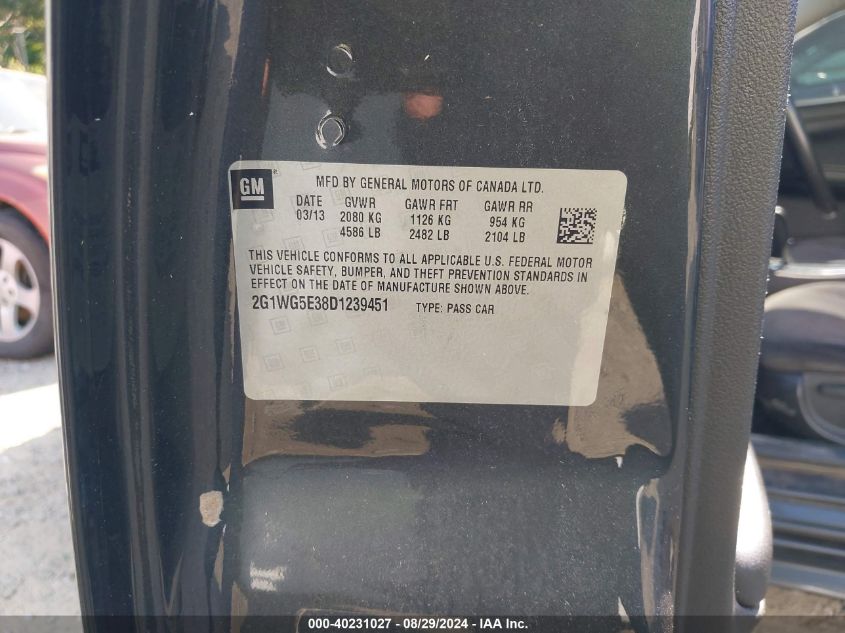 GM
MFD BY GENERAL MOTORS OF CANADA LTD.
DATE GVWR GAWR FRT GAWR RR
03/13 2080 KG 1126 KG 954 KG
4586 LB 2482 LB 2104 LB
THIS VEHICLE CONFORMS TO ALL APPLICABLE U.S. FEDERAL MOTOR
VEHICLE SAFETY, BUMPER, AND THEFT PREVENTION STANDARDS IN
EFFECT ON THE DATE OF MANUFACTURE SHOWN ABOVE.
2G1WG5E38D1239451 TYPE: PASS CAR
000-40231027 - 08/29/2024 - IAA Inc.